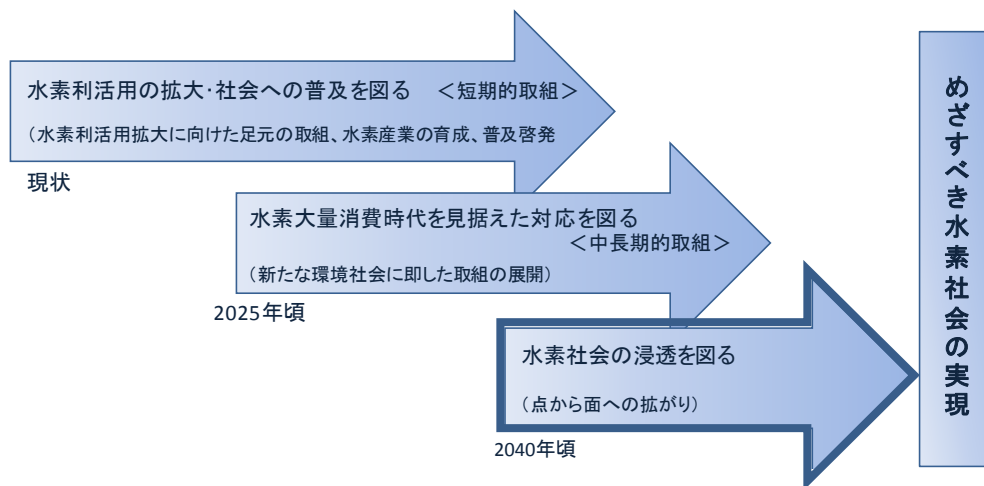 水素利活用の拡大・社会への普及を図る ＜短期的取組＞
（水素利活用拡大に向けた足元の取組、水素産業の育成、普及啓発
現状
水素大量消費時代を見据えた対応を図る
＜中長期的取組＞
（新たな環境社会に即した取組の展開）
2025年頃
水素社会の浸透を図る
（点から面への拡がり）
2040年頃
めざすべき水素社会の実現